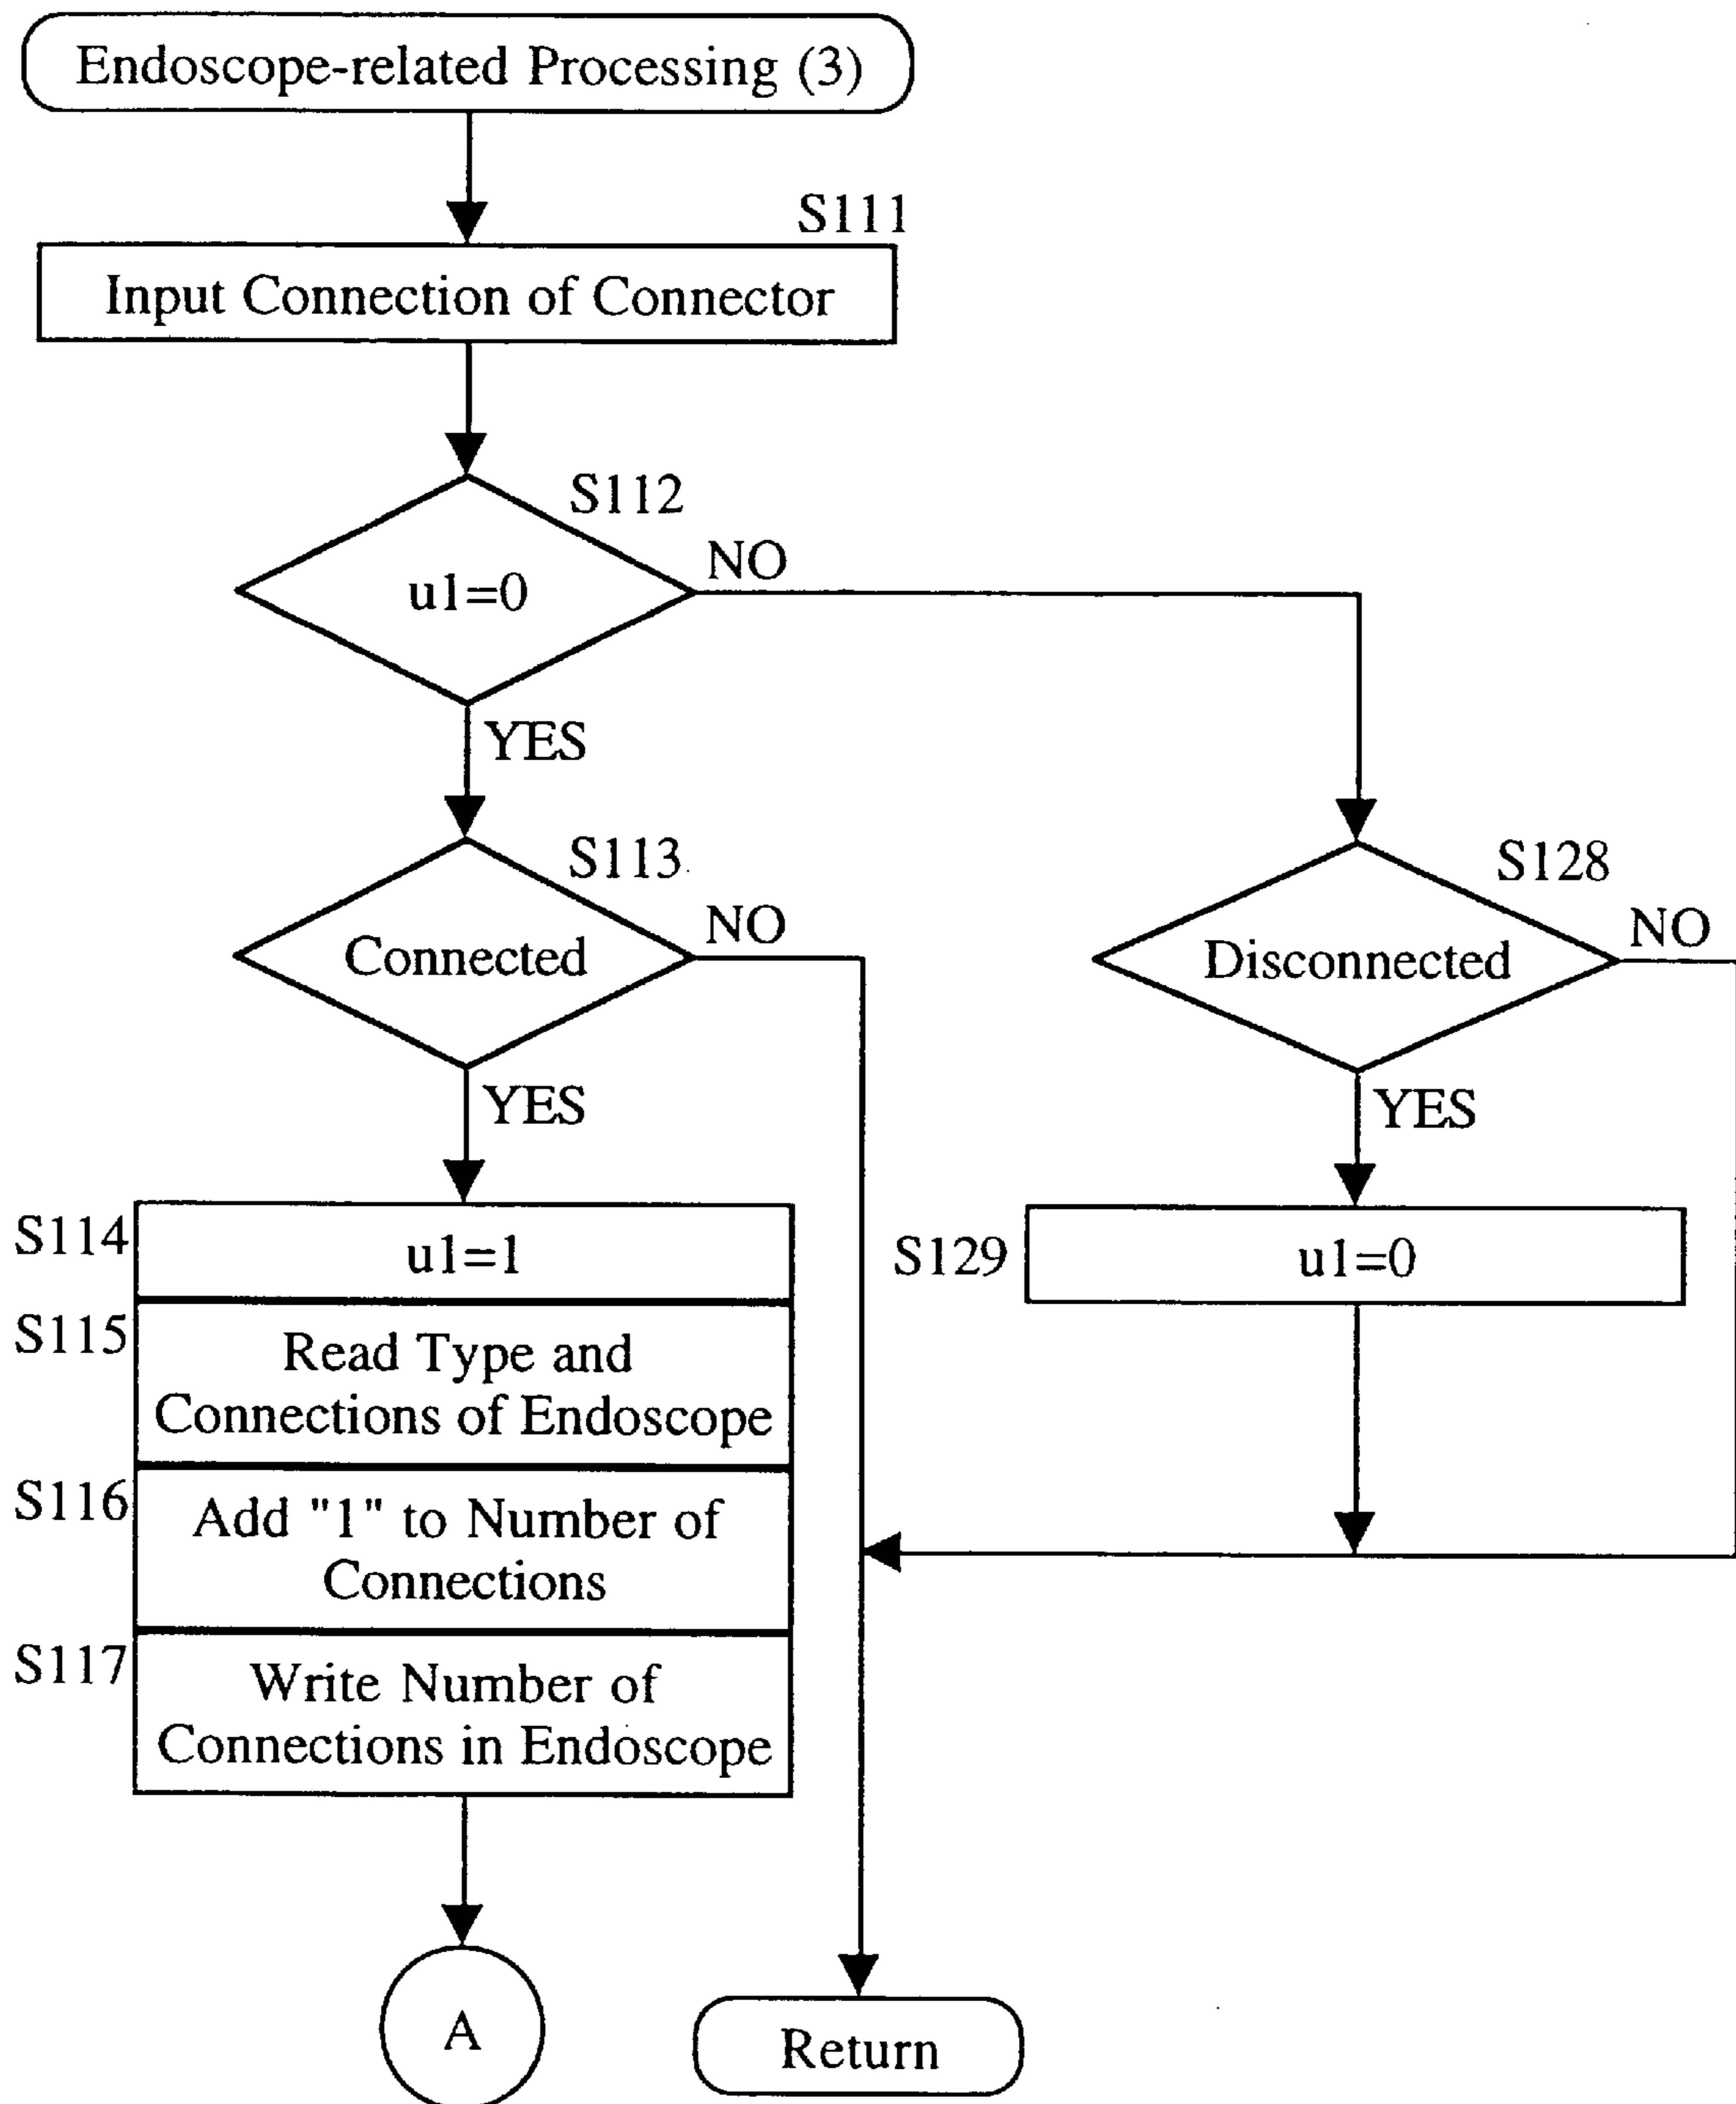 Endoscope-related Processing (3)
S111
Input Connection of Connector
S112
NO
u1=0
YES
S113
NO
Connected
YES
S128
NO
Disconnected
YES
S114
u1=1
S129
u1=0
S115
Read Type and
Connections of Endoscope
S116
Add "1" to Number of
Connections
S117
Write Number of
Connections in Endoscope
A
Return